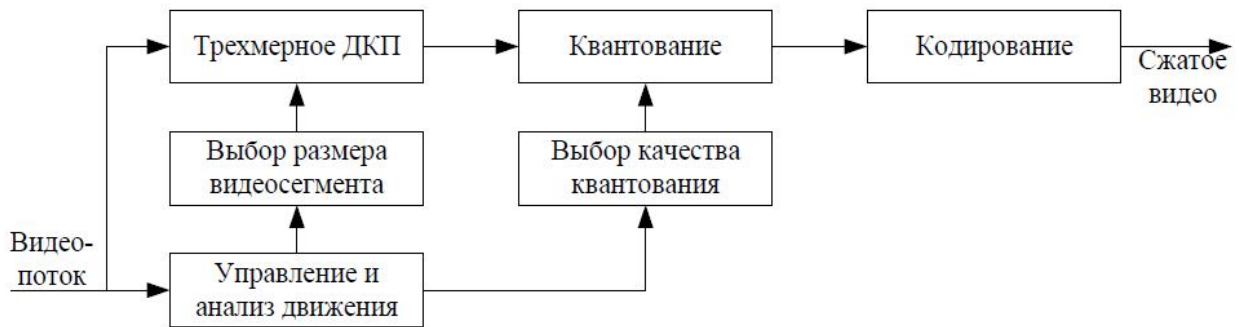 Трехмерное ДКП
Квантование
Кодирование
Сжатое
видео
Выбор размера
видеосегмента
Выбор качества
квантования
Видео-
поток
Управление и
анализ движения